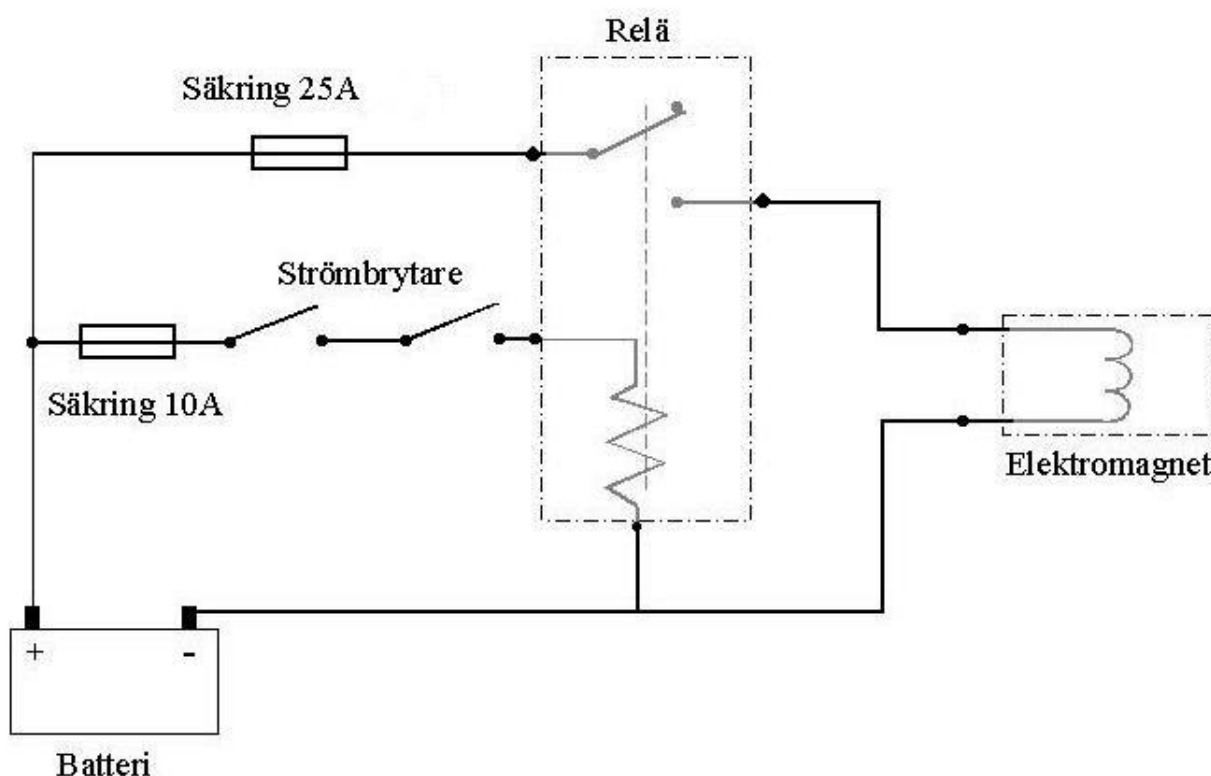 Relä
Säkring 25A
Strömbrytare
Säkring 10A
Elektromagnet
+ -
Batteri